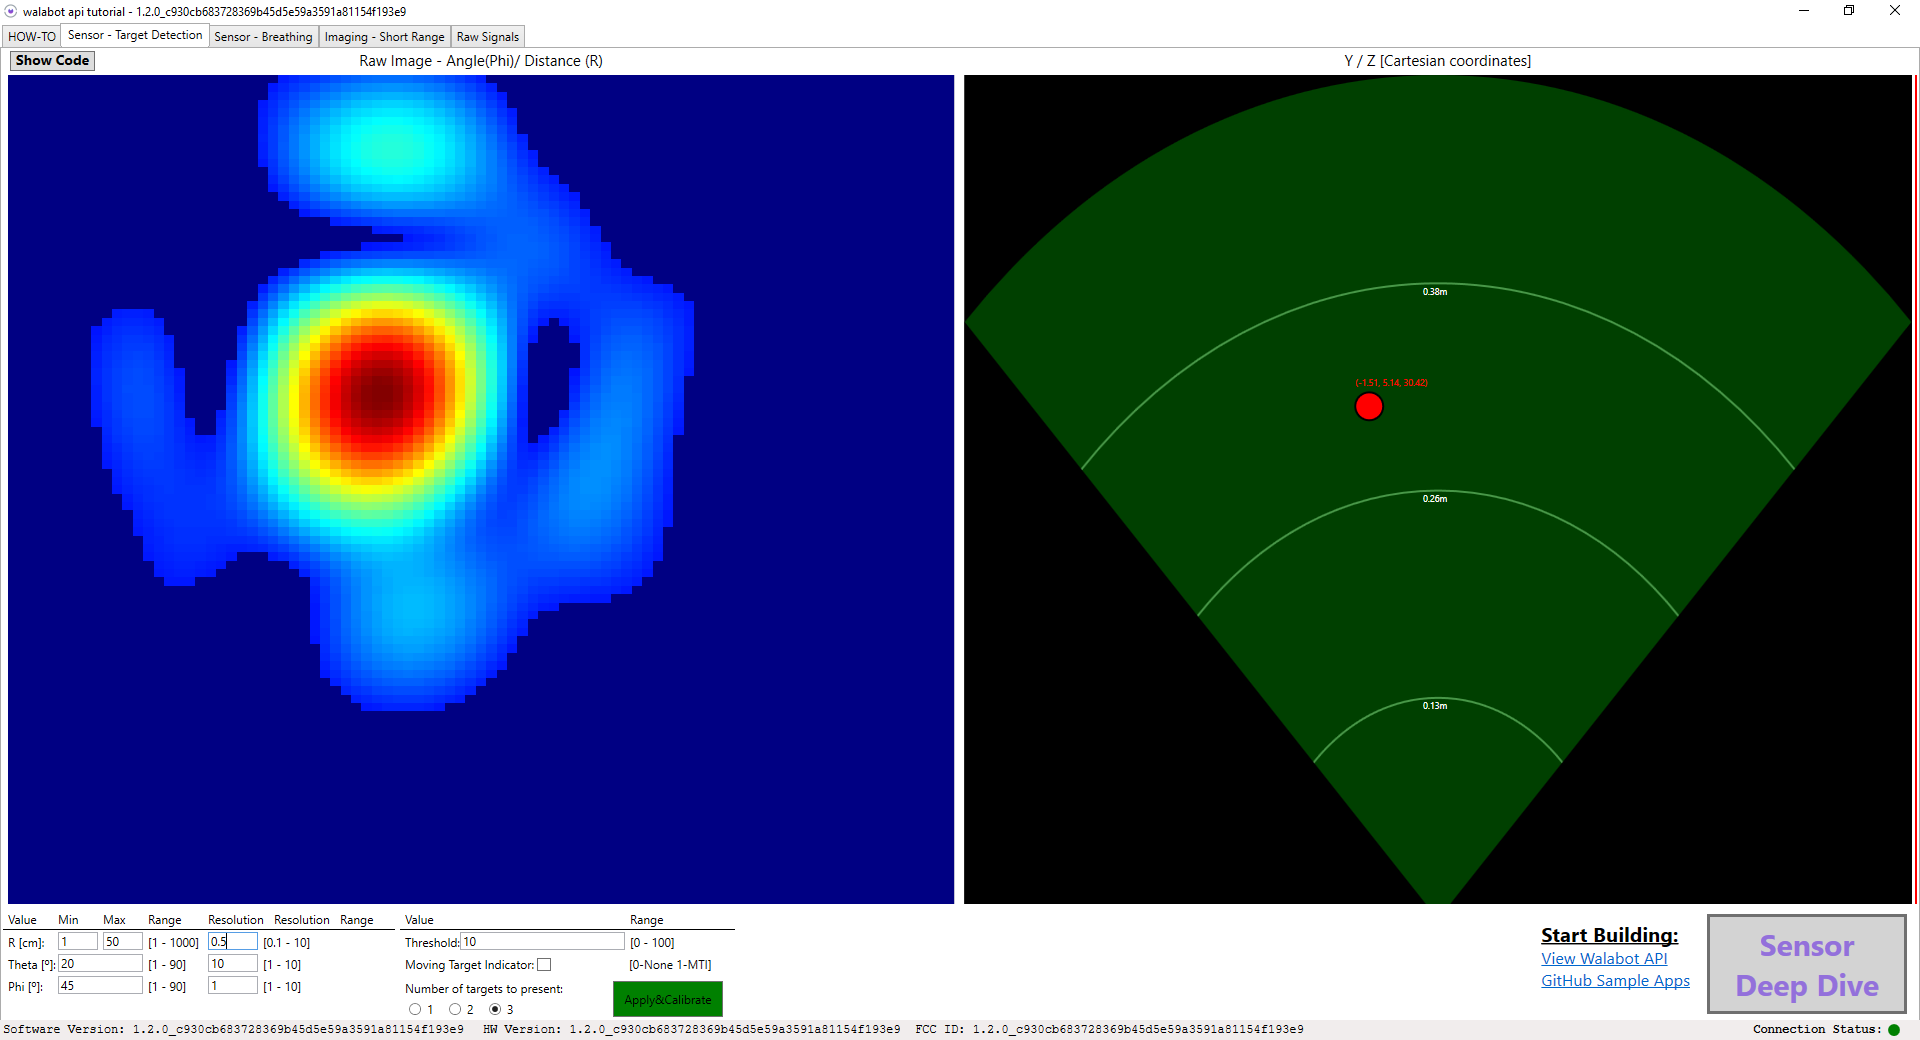 walabot api tutorial - 1.2.0_c930cb683728369b45d5e59a3591a81154f193e9
HOW-TO Sensor - Target Detection Sensor - Breathing Imaging - Short Range Raw Signals
Show Code Raw Image - Angle(Phi)/ Distance (R) Y / Z [Cartesian coordinates]
0.38m
(-1.51, 5.14, 30.42)
0.26m
0.13m
Value Min Max Range Resolution Resolution Range Value Range
R [cm]: 1 50 [1 - 1000] 0.5 [0.1 - 10] Threshold: 10 [0 - 100]
Theta [º]: 20 [1 - 90] 10 [1 - 10] Moving Target Indicator: [0-None 1-MTI]
Phi [º]: 45 [1 - 90] 1 [1 - 10] Number of targets to present:
1 2 3
Apply&Calibrate
Start Building:
View Walabot API
GitHub Sample Apps
Sensor
Deep Dive
Software Version: 1.2.0_c930cb683728369b45d5e59a3591a81154f193e9 HW Version: 1.2.0_c930cb683728369b45d5e59a3591a81154f193e9 FCC ID: 1.2.0_c930cb683728369b45d5e59a3591a81154f193e9 Connection Status: